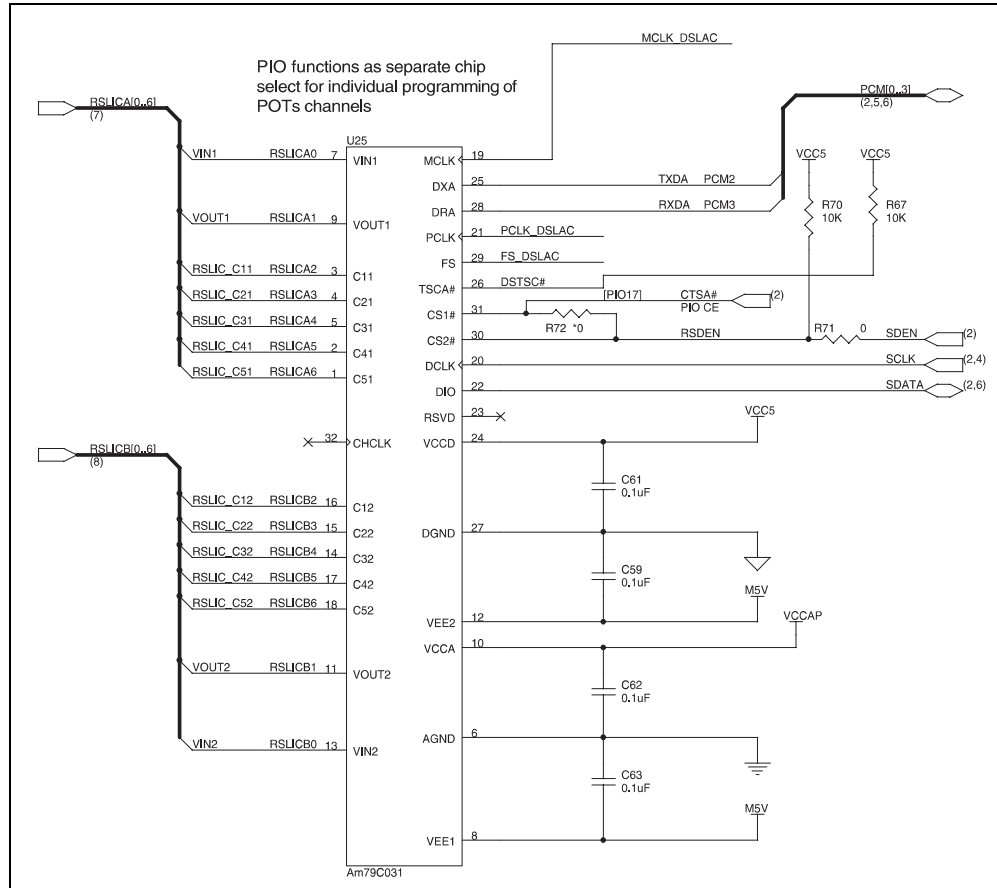 MCLK_DSLAC
PIO functions as separate chip
select for individual programming of
POTs channels
RSLICA[0..6]
(7)
PCM[0..3]
(2,5,6)
U25
VIN1 RSLICA0 7 VIN1
MCLK 19
VCC5
VCC5
DXA 25 TXDA PCM2
VOUT1 RSLICA1 9 VOUT1
DRA 28 RXDA PCM3
R70
10K
R67
10K
PCLK 21 PCLK_DSLAC
FS 29 FS_DSLAC
RSLIC_C11 RSLICA2 3 C11
TSCA# 26 DSTSC#
RSLIC_C21 RSLICA3 4 C21
CS1# 31 [PIO17] CTSA# (2)
PIO CE
RSLIC_C31 RSLICA4 5 C31
R72 *0
RSLIC_C41 RSLICA5 2 C41
CS2# 30 RSDEN R71 0 SDEN (2)
RSLIC_C51 RSLICA6 1 C51
DCLK 20 SCLK (2,4)
DIO 22 SDATA (2,6)
RSVD 23
VCC5
32 CHCLK
VCCD 24
RSLICB[0..6]
(8)
C61
0.1uF
RSLIC_C12 RSLICB2 16 C12
RSLIC_C22 RSLICB3 15 C22
DGND 27
RSLIC_C32 RSLICB4 14 C32
C59
0.1uF
RSLIC_C42 RSLICB5 17 C42
M5V
RSLIC_C52 RSLICB6 18 C52
VEE2 12
VCCAP
VCCA 10
VOUT2 RSLICB1 11 VOUT2
C62
0.1uF
AGND 6
VIN2 RSLICB0 13 VIN2
C63
0.1uF
M5V
VEE1 8
Am79C031